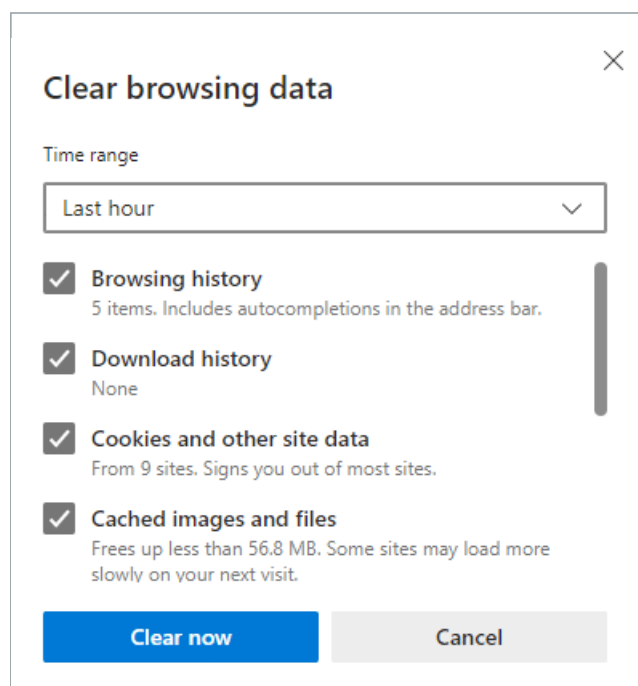 Clear browsing data
Time range
Last hour
Browsing history
5 items. Includes autocompletions in the address bar.
Download history
None
Cookies and other site data
From 9 sites. Signs you out of most sites.
Cached images and files
Frees up less than 56.8 MB. Some sites may load more
slowly on your next visit.
Clear now
Cancel